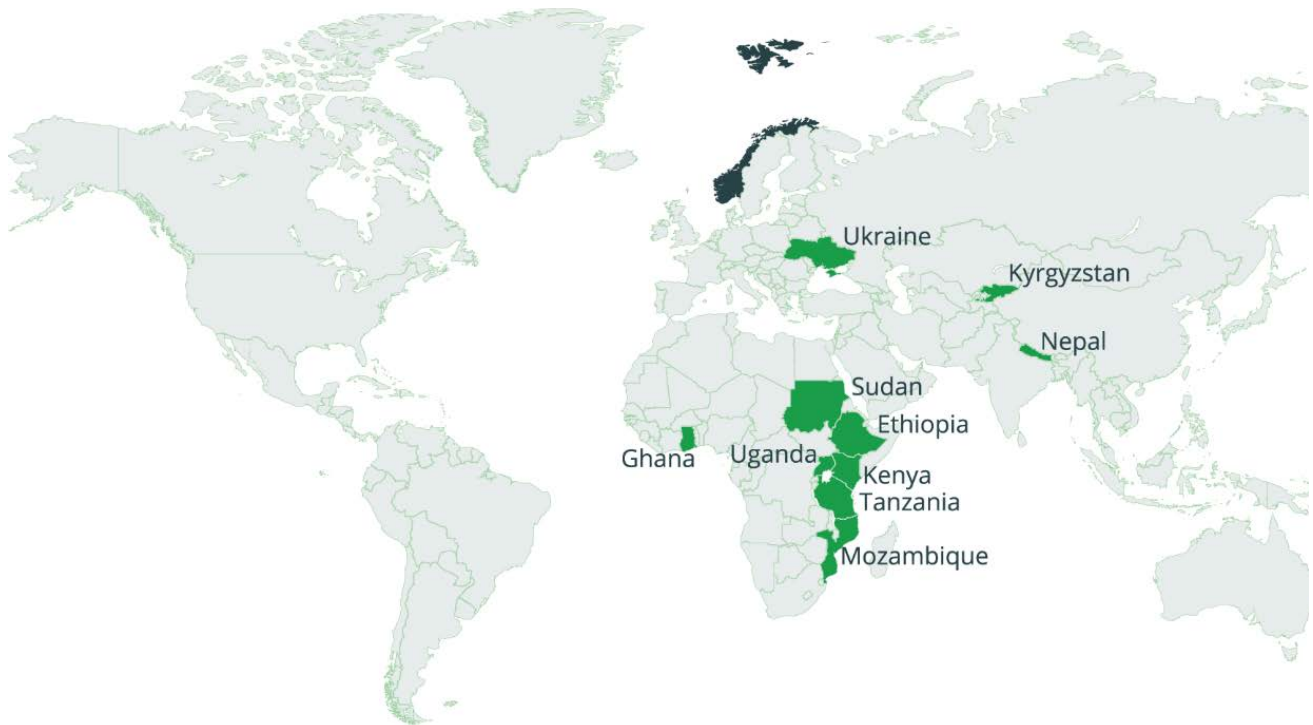 Ukraine
Kyrgyzstan
Nepal
Sudan
Ethiopia
Ghana
Uganda
Kenya
Tanzania
Mozambique